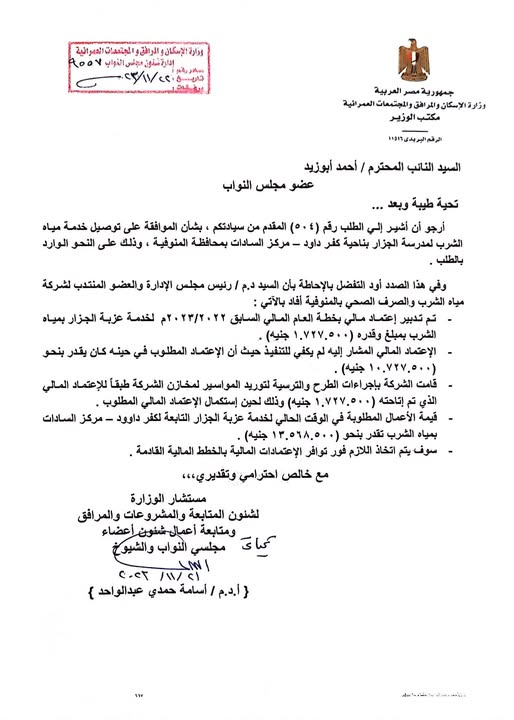 وزارة الإسكان والمرافق والمجتمعات العمرانية
إدارة شئون مجلس النواب
صادر رقم : ٩٥٥٧
تاريخ : ٢٠٢٣/١١/٢٢
مرفقات :
جمهورية مصر العربية
وزارة الإسكان والمرافق والمجتمعات العمرانية
مكتب الوزير
الرقم البريدى ١١٥١٦
السيد النائب المحترم / أحمد أبوزيد
عضو مجلس النواب
تحية طيبة وبعد ...
أرجو أن أشير إلي الطلب رقم (٥٠٤) المقدم من سيادتكم ، بشأن الموافقة على توصيل خدمة مياه
الشرب لمدرسة الجزار بناحية كفر داود – مركز السادات بمحافظة المنوفية ، وذلك على النحو الوارد
بالطلب .
وفي هذا الصدد أود التفضل بالإحاطة بأن السيد د.م / رئيس مجلس الإدارة والعضو المنتدب لشركة
مياه الشرب والصرف الصحي بالمنوفية أفاد بالآتي :
- تم تدبير إعتماد مالي بخطة العام المالي السابق ٢٠٢٣/٢٠٢٢م لخدمة عزبة الجزار بمياه
الشرب بمبلغ وقدره (١.٧٢٧.٥٠٠ جنيه) .
- الإعتماد المالي المشار إليه لم يكفي للتنفيذ حيث أن الإعتماد المطلوب في حينه كان يقدر بنحو
(١٠.٧٢٧.٥٠٠ جنيه) .
- قامت الشركة بإجراءات الطرح والترسية لتوريد المواسير لمخازن الشركة طبقاً للإعتماد المالي
الذي تم إتاحته (١.٧٢٧.٥٠٠ جنيه) وذلك لحين إستكمال الإعتماد المالي المطلوب .
- قيمة الأعمال المطلوبة في الوقت الحالي لخدمة عزبة الجزار التابعة لكفر داوود – مركز السادات
بمياه الشرب تقدر بنحو (١٣.٥٦٨.٥٠٠ جنيه) .
- سوف يتم اتخاذ اللازم فور توافر الإعتمادات المالية بالخطط المالية القادمة .
مع خالص احترامي وتقديري،،،
مستشار الوزارة
لشئون المتابعة والمشروعات والمرافق
ومتابعة أعمال شئون أعضاء
مجلسي النواب والشيوخ
٢٠٢٣/١١/٢١
{ أ.د.م / أسامة حمدي عبدالواحد }